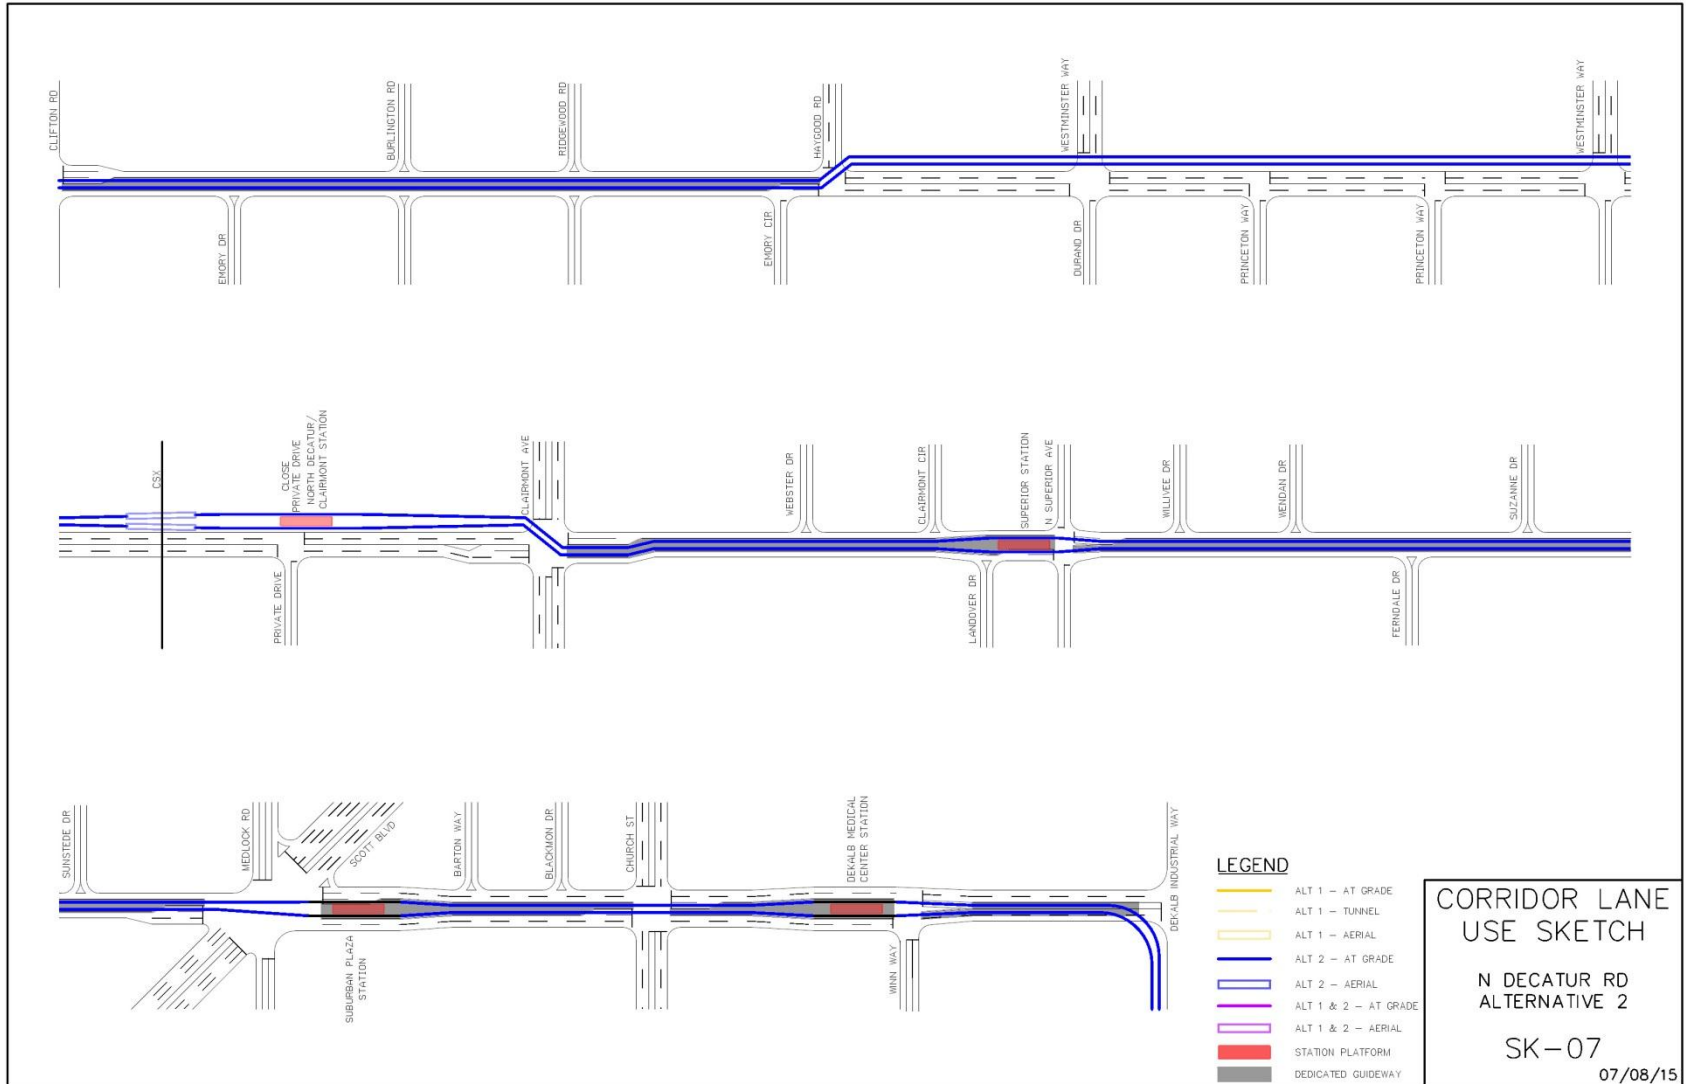 CLIFTON RD
BURLINGTON RD
RIDGEWOOD RD
HAYGOOD RD
WESTMINSTER WAY
WESTMINSTER WAY
EMORY DR
EMORY CIR
DURAND DR
PRINCETON WAY
PRINCETON WAY
CSX
CLOSE
PRIVATE DRIVE
NORTH DECATUR/
CLAIRMONT STATION
CLAIRMONT AVE
WEBSTER DR
CLAIRMONT CIR
SUPERIOR STATION
N SUPERIOR AVE
WILLIVEE DR
WENDAN DR
SUZANNE DR
PRIVATE DRIVE
LANDOVER DR
FERNDALE DR
SUNSTEDE DR
MEDLOCK RD
SCOTT BLVD
BARTON WAY
BLACKMON DR
CHURCH ST
DEKALB MEDICAL
CENTER STATION
DEKALB INDUSTRIAL WAY
SUBURBAN PLAZA
STATION
WINN WAY
LEGEND
ALT 1 - AT GRADE
ALT 1 - TUNNEL
ALT 1 - AERIAL
ALT 2 - AT GRADE
ALT 2 - AERIAL
ALT 1 & 2 - AT GRADE
ALT 1 & 2 - AERIAL
STATION PLATFORM
DEDICATED GUIDEWAY
CORRIDOR LANE
USE SKETCH
N DECATUR RD
ALTERNATIVE 2
SK-07
07/08/15